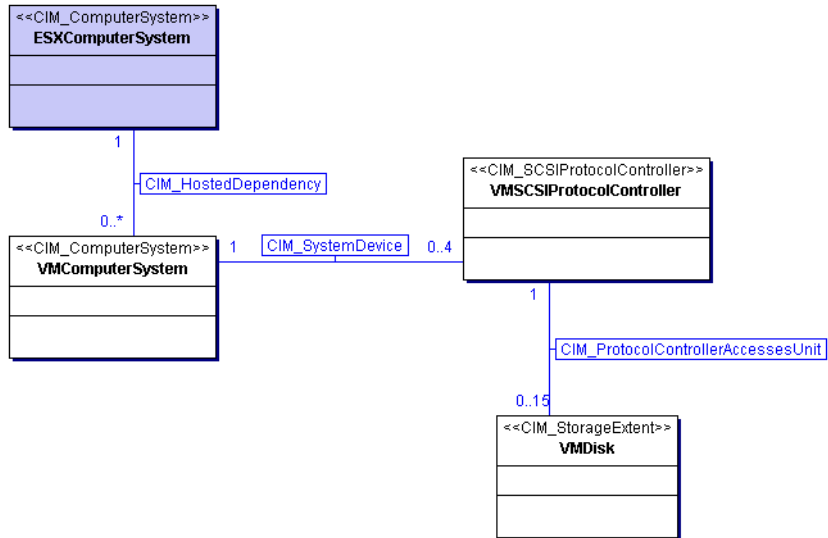 <<CIM_ComputerSystem>>
ESXComputerSystem
1
CIM_HostedDependency
0..*
<<CIM_ComputerSystem>>
VMComputerSystem
1
CIM_SystemDevice
0..4
<<CIM_SCSIProtocolController>>
VMSCSIProtocolController
1
CIM_ProtocolControllerAccessesUnit
0..15
<<CIM_StorageExtent>>
VMDisk